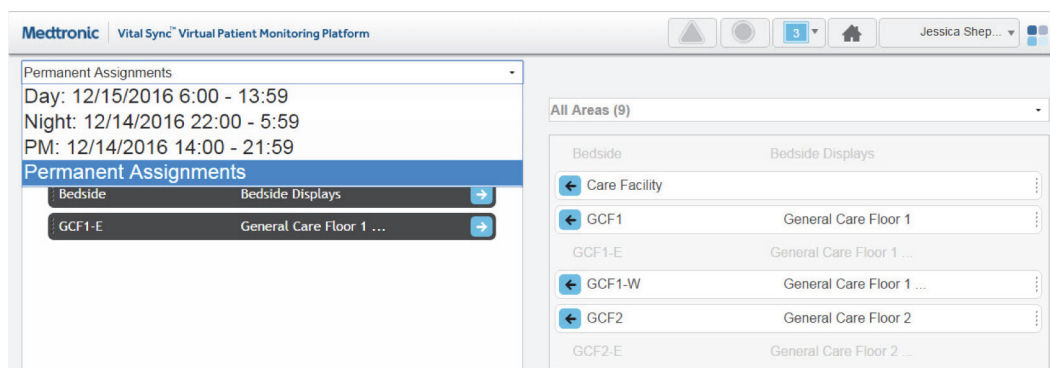 Medtronic Vital Sync™ Virtual Patient Monitoring Platform
3
Jessica Shep...
Permanent Assignments
Day: 12/15/2016 6:00 - 13:59
Night: 12/14/2016 22:00 - 5:59
PM: 12/14/2016 14:00 - 21:59
Permanent Assignments
Bedside Bedside Displays
GCF1-E General Care Floor 1 ...
All Areas (9)
Bedside Bedside Displays
Care Facility
GCF1 General Care Floor 1
GCF1-E General Care Floor 1 ...
GCF1-W General Care Floor 1 ...
GCF2 General Care Floor 2
GCF2-E General Care Floor 2 ...